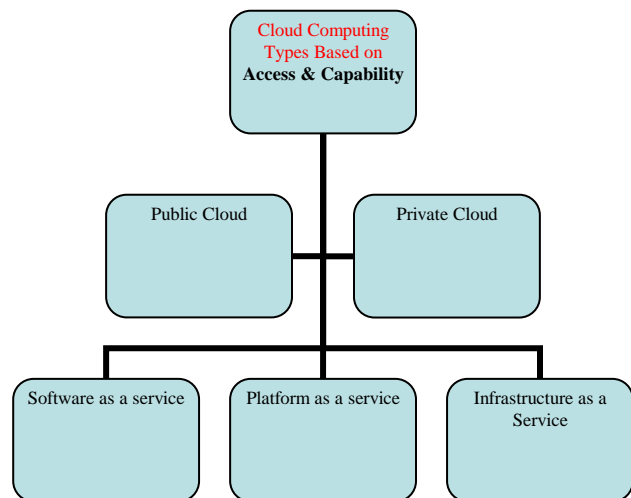 Cloud Computing
Types Based on
Access & Capability
Public Cloud
Private Cloud
Software as a service
Platform as a service
Infrastructure as a
Service